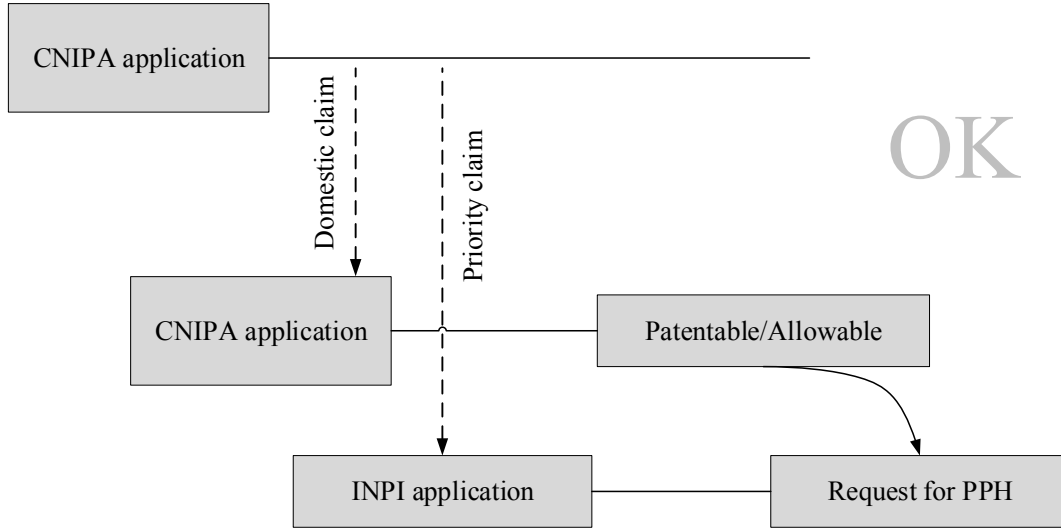 CNIPA application
OK
Domestic claim
Priority claim
CNIPA application
Patentable/Allowable
INPI application
Request for PPH